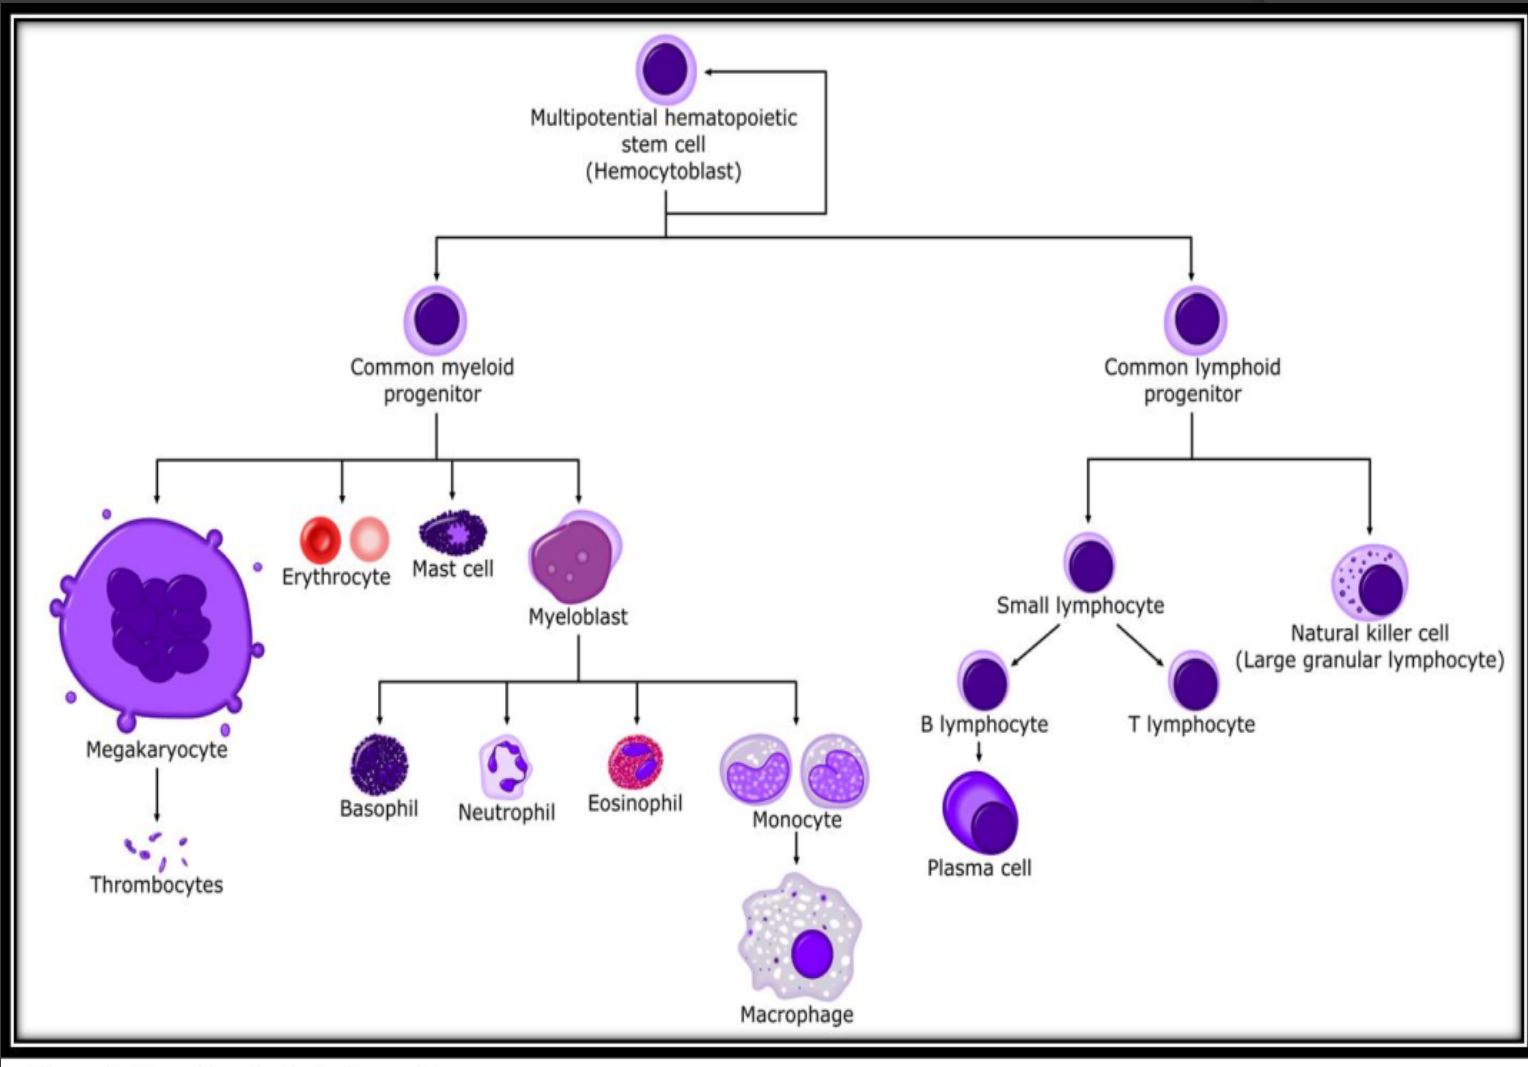 Multipotential hematopoietic
stem cell
(Hemocytoblast)
Common myeloid
progenitor
Common lymphoid
progenitor
Erythrocyte
Mast cell
Myeloblast
Small lymphocyte
Natural killer cell
(Large granular lymphocyte)
B lymphocyte
T lymphocyte
Megakaryocyte
Basophil
Neutrophil
Eosinophil
Monocyte
Plasma cell
Thrombocytes
Macrophage